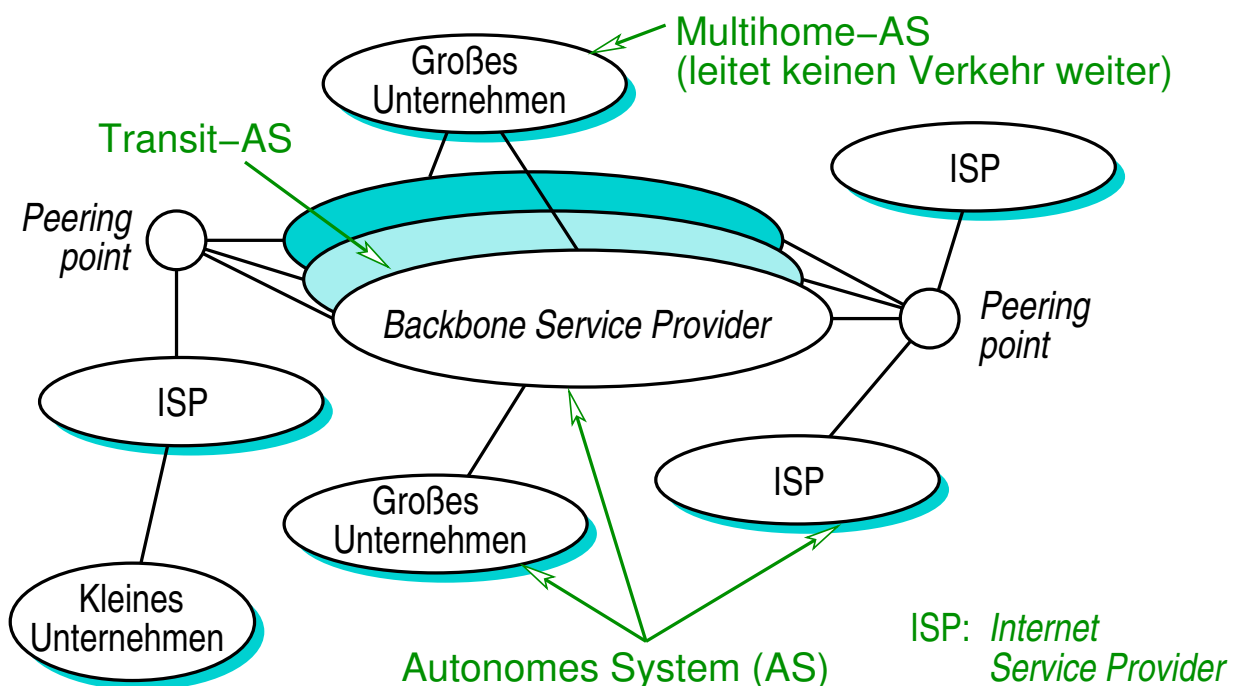 Multihome–AS
(leitet keinen Verkehr weiter)
Großes
Unternehmen
Transit–AS
ISP
Peering
point
Backbone Service Provider
Peering
point
ISP
ISP
Großes
Unternehmen
Kleines
Unternehmen
Autonomes System (AS)
ISP: Internet
Service Provider